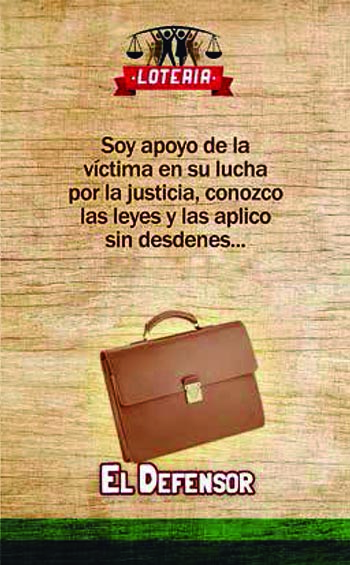 ·LOTERIA·
Soy apoyo de la
víctima en su lucha
por la justicia, conozco
las leyes y las aplico
sin desdenes...
EL DEFENSOR